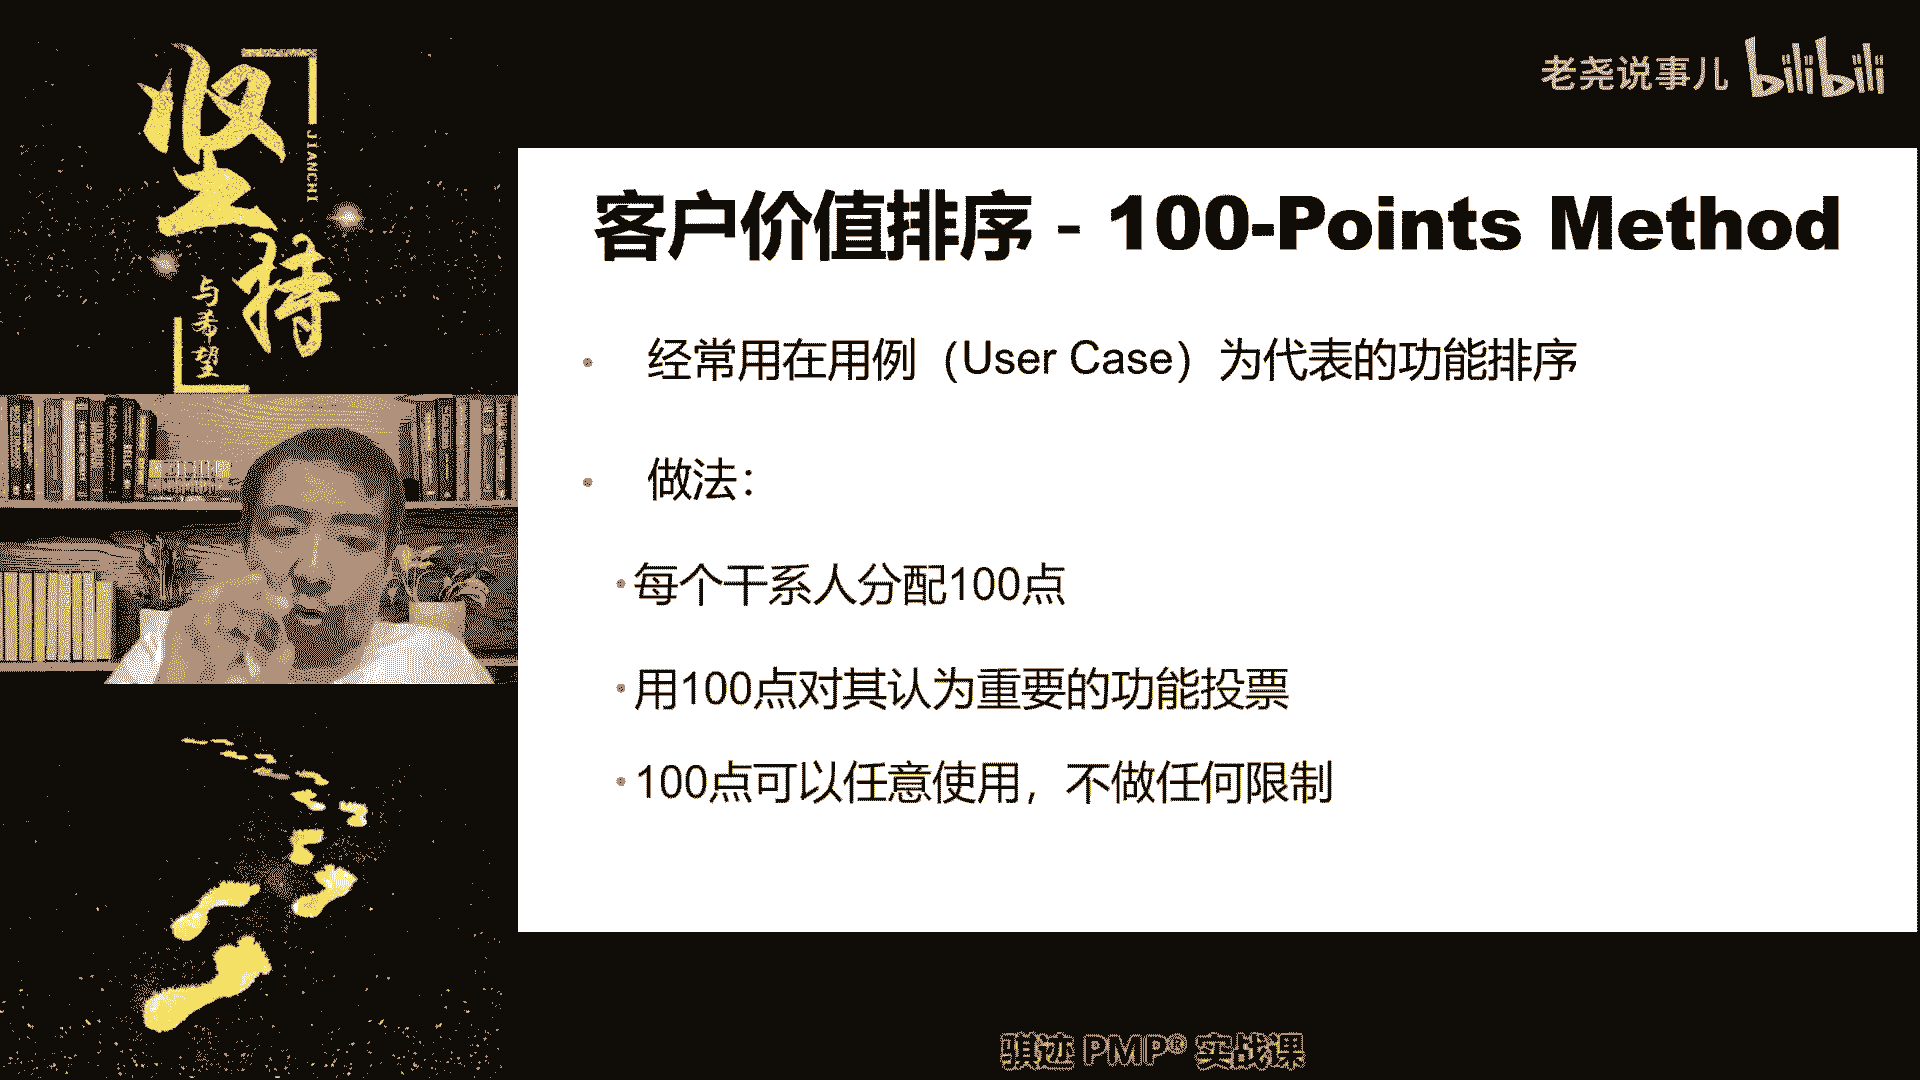 坚持
JIANCHI
与希望
老尧说事儿 bilibili
客户价值排序 - 100-Points Method
• 经常用在用例（User Case）为代表的功能排序
• 做法：
•每个干系人分配100点
•用100点对其认为重要的功能投票
•100点可以任意使用，不做任何限制
骐迹 PMP® 实战课